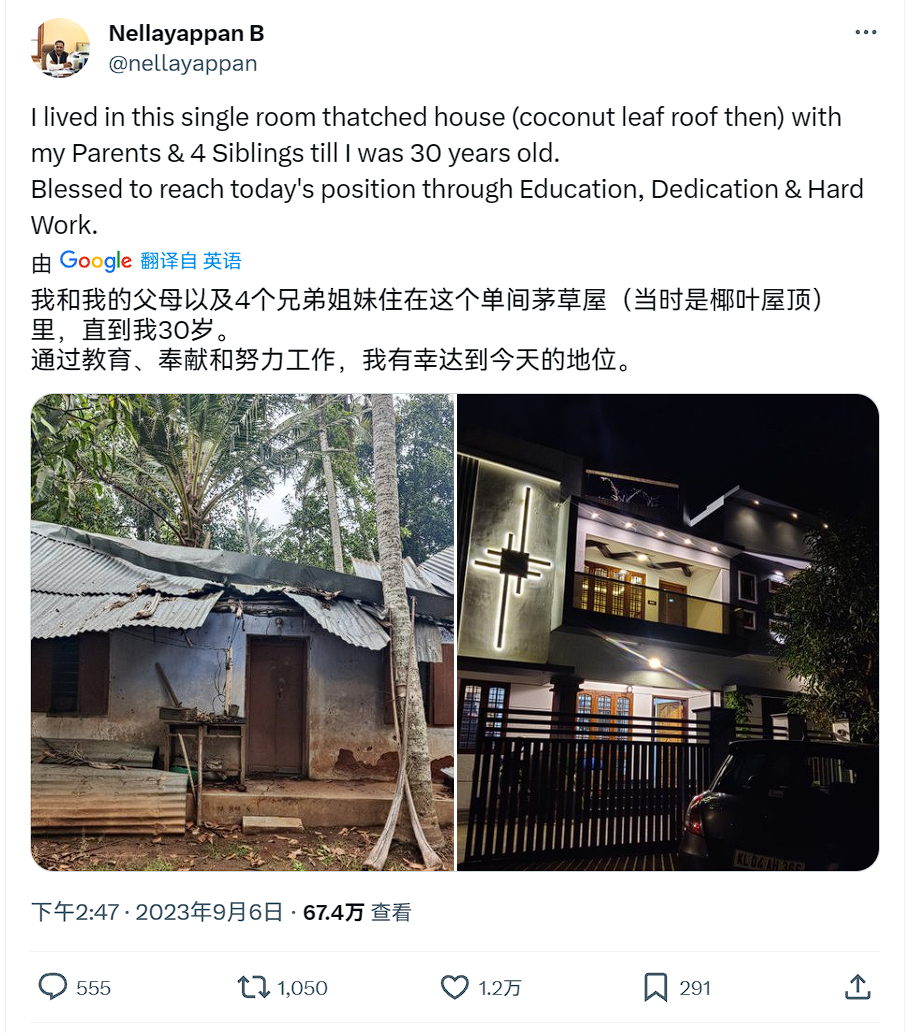 Nellayappan B
@nellayappan
I lived in this single room thatched house (coconut leaf roof then) with
my Parents & 4 Siblings till I was 30 years old.
Blessed to reach today's position through Education, Dedication & Hard
Work.
由 Google 翻译自 英语
我和我的父母以及4个兄弟姐妹住在这个单间茅草屋（当时是椰叶屋顶）
里，直到我30岁。
通过教育、奉献和努力工作，我有幸达到今天的地位。
下午2:47 · 2023年9月6日 · 67.4万 查看
555 1,050 1.2万 291